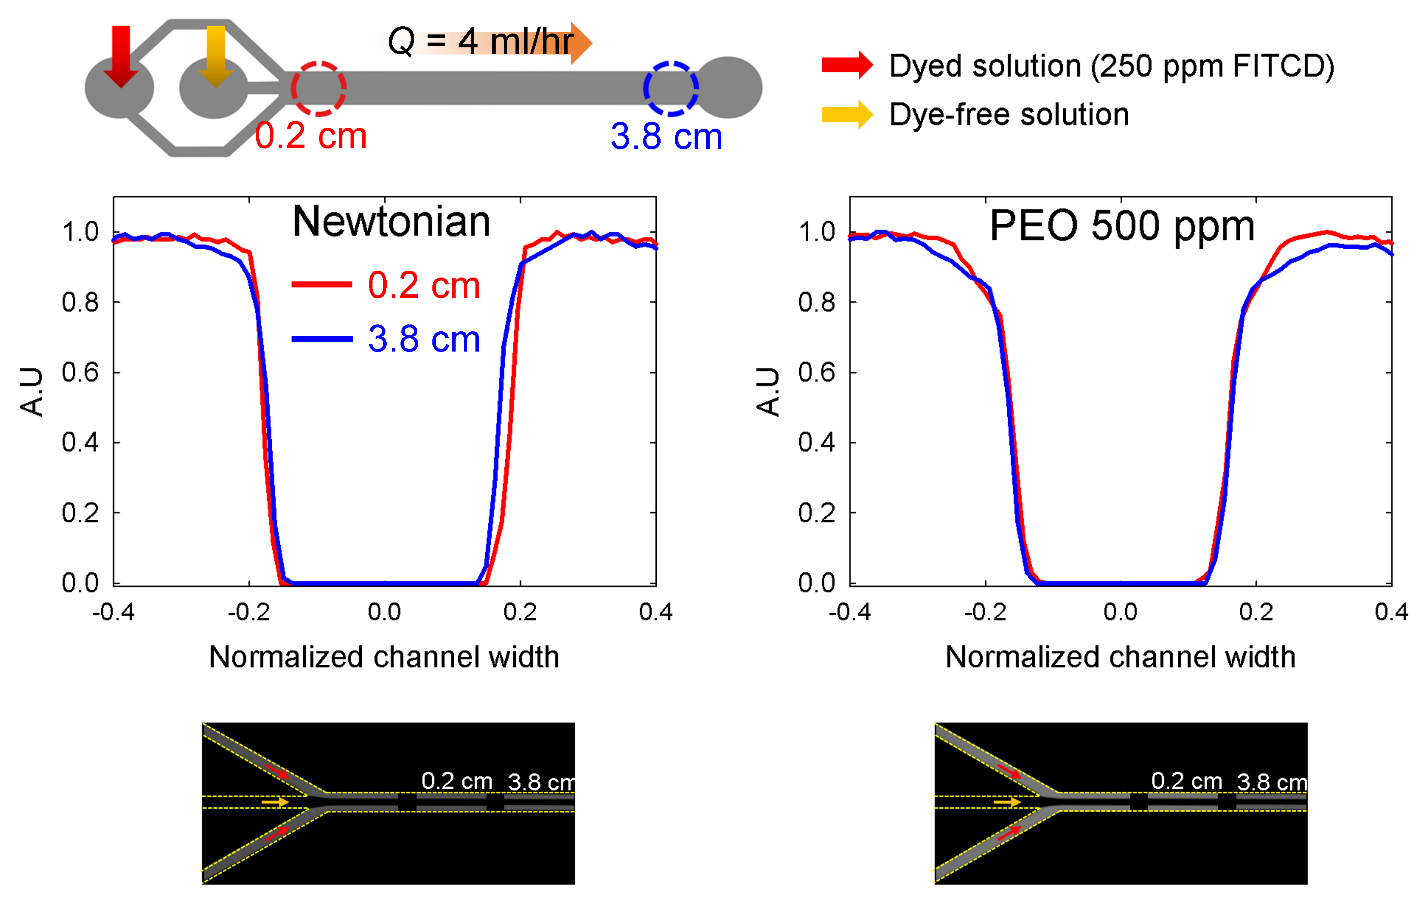 Q = 4 ml/hr
0.2 cm
3.8 cm
Dyed solution (250 ppm FITCD)
Dye-free solution
Newtonian
0.2 cm
3.8 cm
1.0
0.8
0.6
0.4
0.2
0.0
A.U
-0.4 -0.2 0.0 0.2 0.4
Normalized channel width
PEO 500 ppm
1.0
0.8
0.6
0.4
0.2
0.0
A.U
-0.4 -0.2 0.0 0.2 0.4
Normalized channel width
0.2 cm 3.8 cm
0.2 cm 3.8 cm